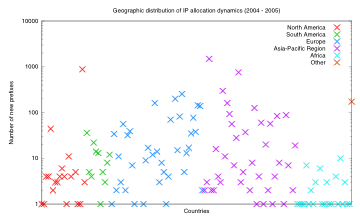 Geographic distribution of IP allocation dynamics (2004 - 2005)
10000
1000
100
10
1
Number of new prefixes
Countries
North America
South America
Europe
Asia-Pacific Region
Africa
Other